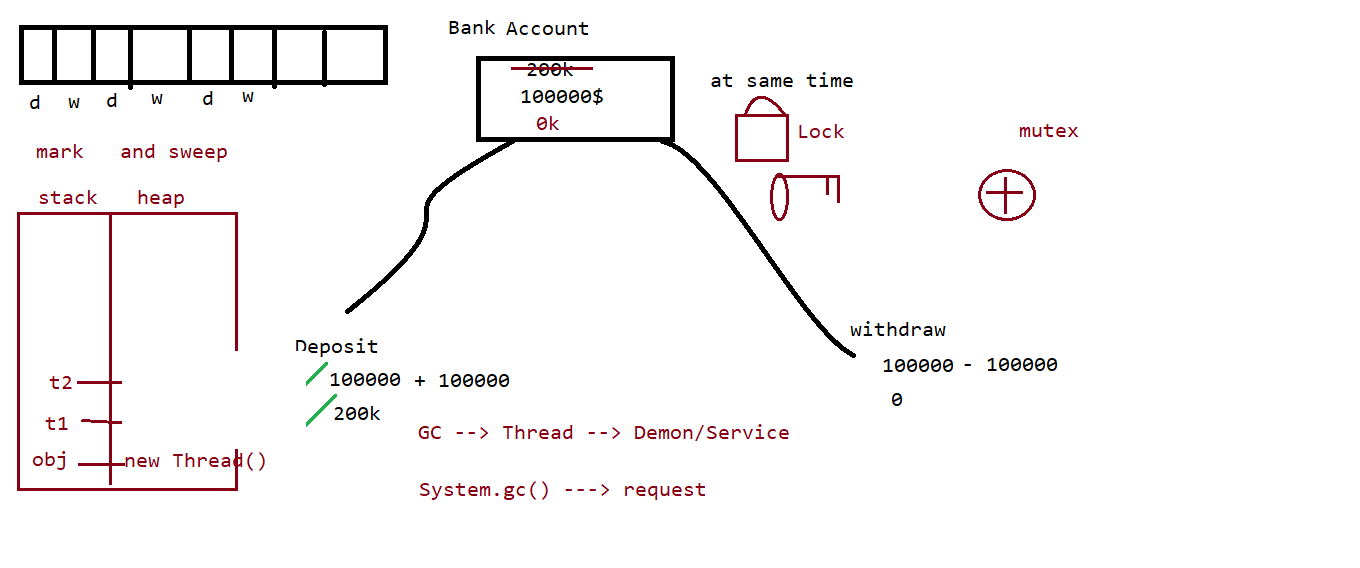 Bank Account
200k
100000$
0k
d w d w d w
at same time
Lock
mutex
mark and sweep
stack heap
t2
t1
obj new Thread()
Deposit
100000 + 100000
200k
withdraw
100000 - 100000
0
GC --> Thread --> Demon/Service
System.gc() ---> request